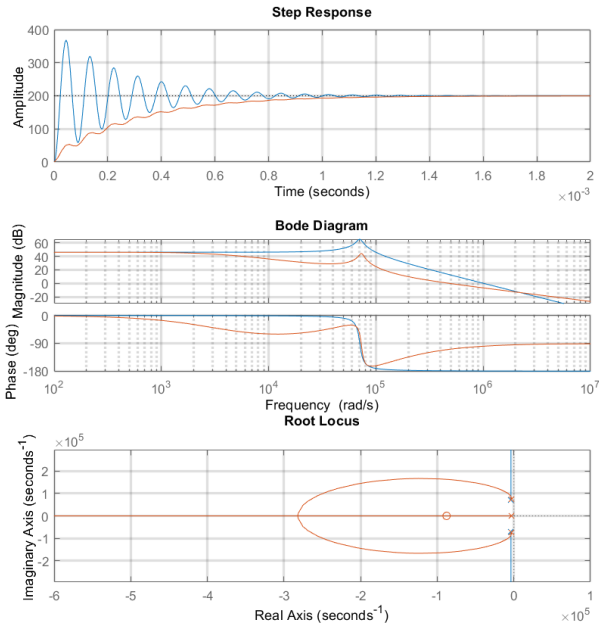 Step Response
400
300
200
100
0
Amplitude
0 0.2 0.4 0.6 0.8 1 1.2 1.4 1.6 1.8 2
Time (seconds)
×10⁻³
Bode Diagram
60
40
20
0
-20
Magnitude (dB)
0
-90
-180
Phase (deg)
10² 10³ 10⁴ 10⁵ 10⁶ 10⁷
Frequency (rad/s)
Root Locus
×10⁵
2
1
0
-1
-2
Imaginary Axis (seconds⁻¹)
-6 -5 -4 -3 -2 -1 0 1
Real Axis (seconds⁻¹)
×10⁵